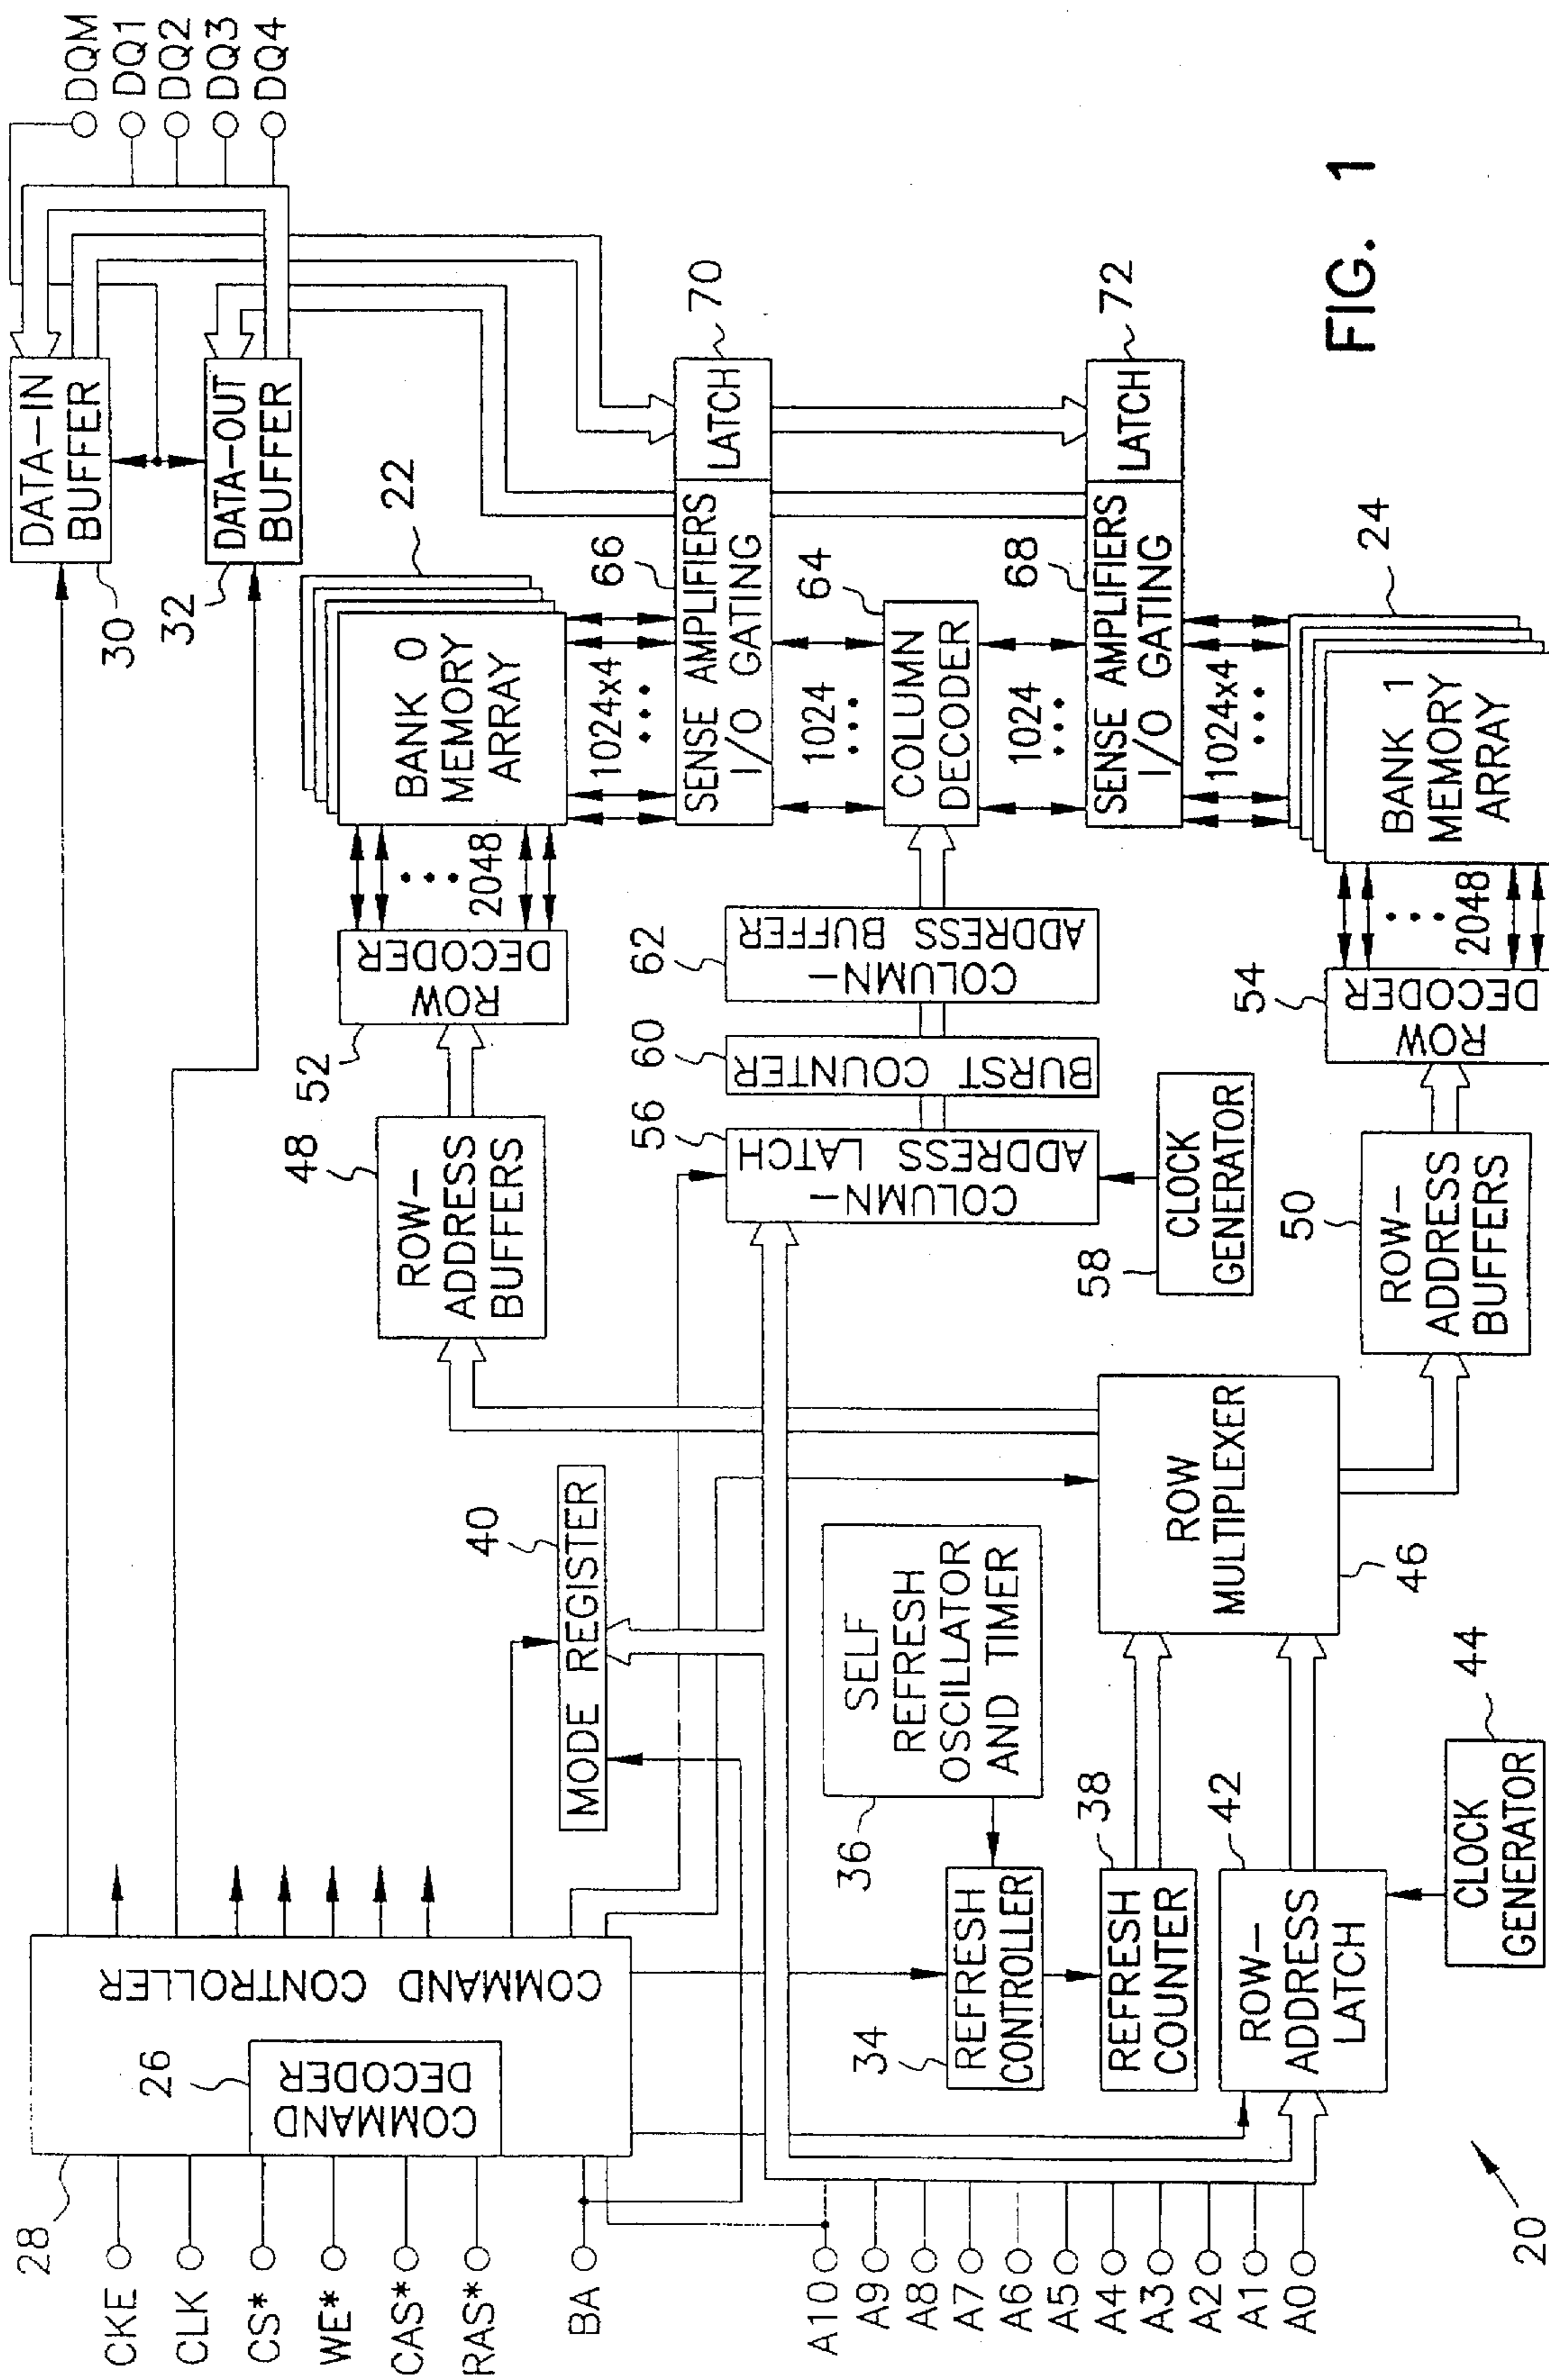 28
CKE
CLK
CS*
WE*
CAS*
RAS*
BA
A10
A9
A8
A7
A6
A5
A4
A3
A2
A1
A0
20
COMMAND CONTROLLER
26
COMMAND
DECODER
34
REFRESH
CONTROLLER
36
SELF
REFRESH
OSCILLATOR
AND TIMER
38
REFRESH
COUNTER
42
ROW-
ADDRESS
LATCH
44
CLOCK
GENERATOR
40
MODE REGISTER
ROW
MULTIPLEXER
46
48
ROW-
ADDRESS
BUFFERS
50
ROW-
ADDRESS
BUFFERS
52
ROW
DECODER
54
ROW
DECODER
56
COLUMN-
ADDRESS LATCH
58
CLOCK
GENERATOR
60
BURST COUNTER
62
COLUMN-
ADDRESS BUFFER
2048
2048
BANK 0
MEMORY
ARRAY
22
1024x4
SENSE AMPLIFIERS
I/O GATING
66
LATCH
70
1024
COLUMN
DECODER
64
1024
SENSE AMPLIFIERS
I/O GATING
68
LATCH
72
1024x4
BANK 1
MEMORY
ARRAY
24
DATA-IN
BUFFER
30
DATA-OUT
BUFFER
32
DQM
DQ1
DQ2
DQ3
DQ4
FIG. 1